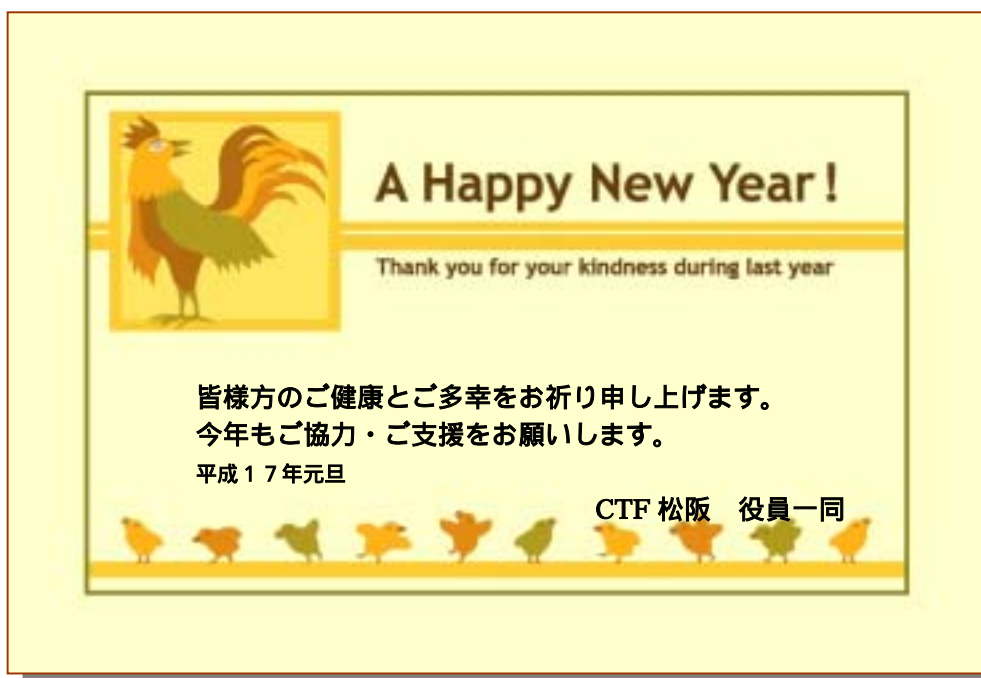 A Happy New Year!
Thank you for your kindness during last year
皆様方のご健康とご多幸をお祈り申し上げます。
今年もご協力・ご支援をお願いします。
平成１７年元旦
CTF 松阪　役員一同